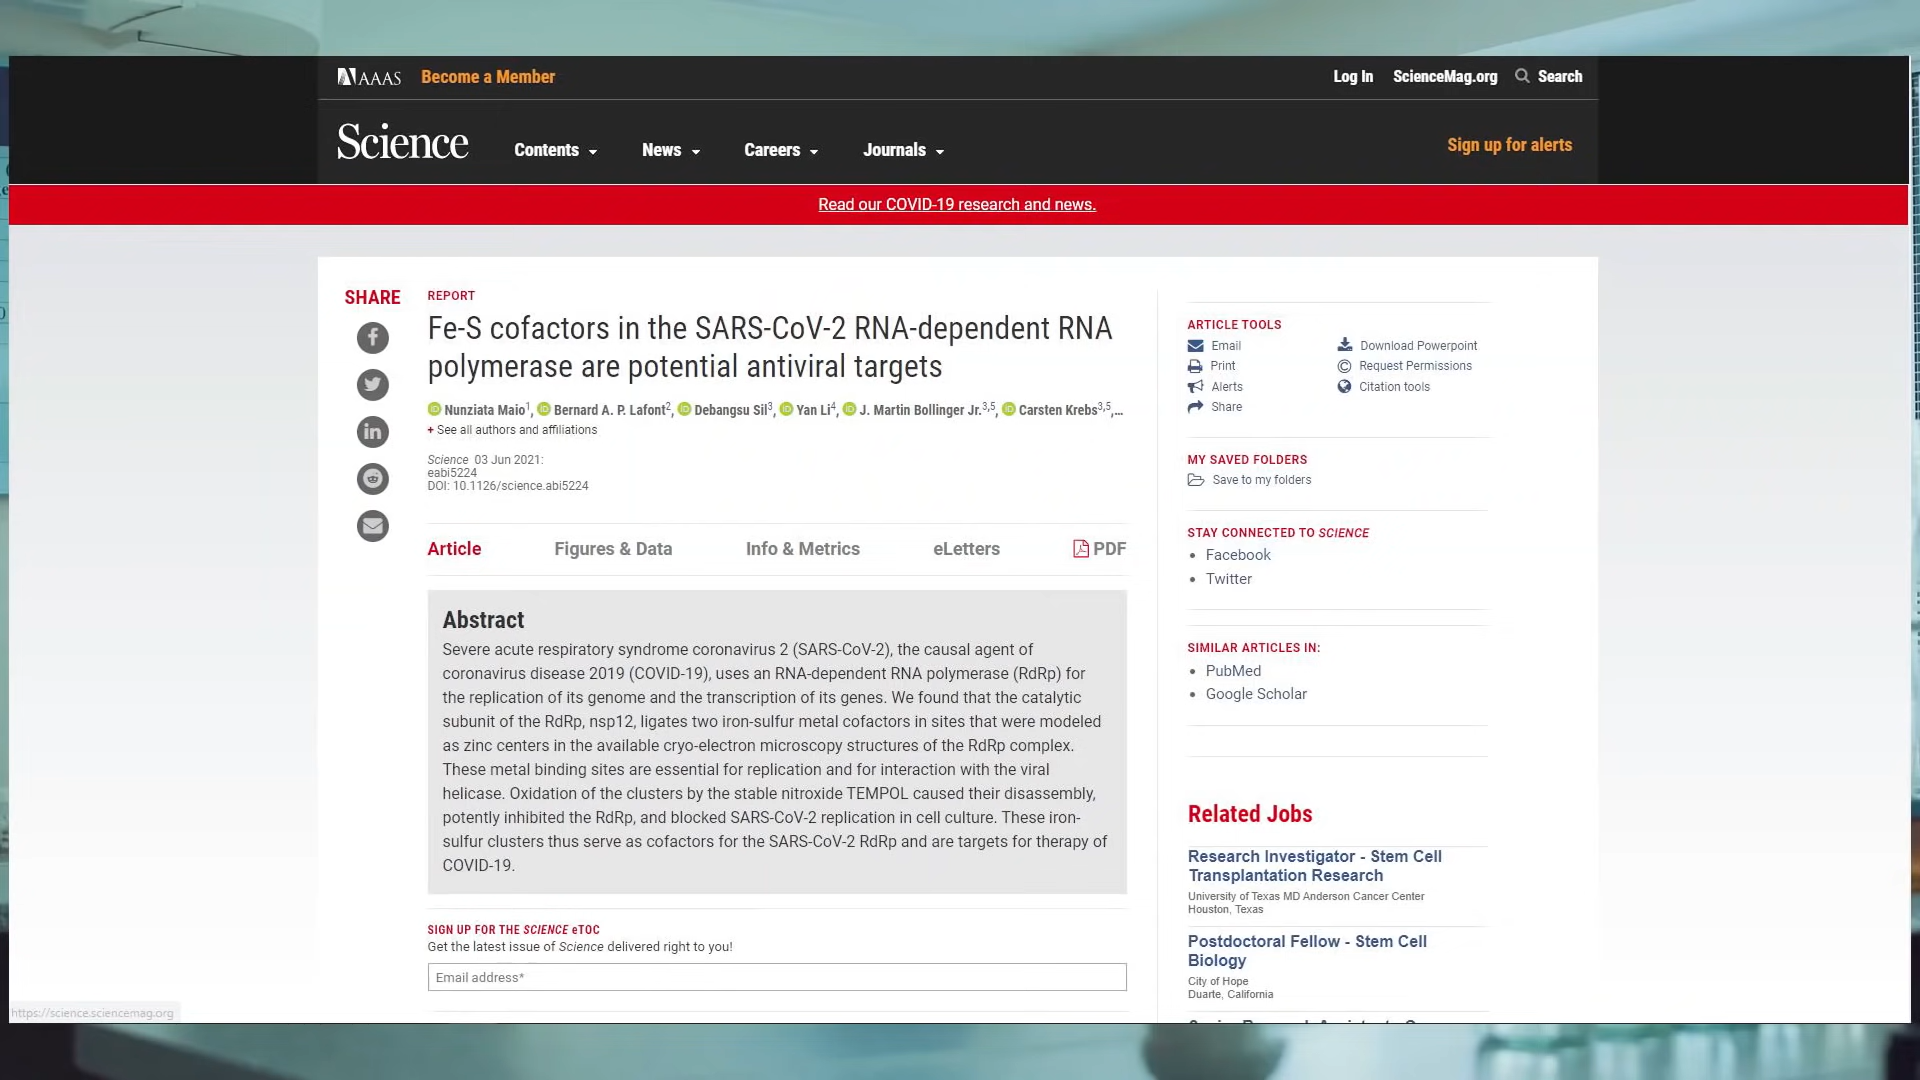 AAAS Become a Member Log In ScienceMag.org Search
Science Contents News Careers Journals Sign up for alerts
Read our COVID-19 research and news.
SHARE
REPORT
Fe-S cofactors in the SARS-CoV-2 RNA-dependent RNA
polymerase are potential antiviral targets
Nunziata Maio1, Bernard A. P. Lafont2, Debangsu Sil3, Yan Li4, J. Martin Bollinger Jr.3,5, Carsten Krebs3,5,...
+ See all authors and affiliations
Science 03 Jun 2021:
eabi5224
DOI: 10.1126/science.abi5224
Article Figures & Data Info & Metrics eLetters PDF
Abstract
Severe acute respiratory syndrome coronavirus 2 (SARS-CoV-2), the causal agent of
coronavirus disease 2019 (COVID-19), uses an RNA-dependent RNA polymerase (RdRp) for
the replication of its genome and the transcription of its genes. We found that the catalytic
subunit of the RdRp, nsp12, ligates two iron-sulfur metal cofactors in sites that were modeled
as zinc centers in the available cryo-electron microscopy structures of the RdRp complex.
These metal binding sites are essential for replication and for interaction with the viral
helicase. Oxidation of the clusters by the stable nitroxide TEMPOL caused their disassembly,
potently inhibited the RdRp, and blocked SARS-CoV-2 replication in cell culture. These iron-
sulfur clusters thus serve as cofactors for the SARS-CoV-2 RdRp and are targets for therapy of
COVID-19.
SIGN UP FOR THE SCIENCE eTOC
Get the latest issue of Science delivered right to you!
Email address*
ARTICLE TOOLS
Email Download Powerpoint
Print Request Permissions
Alerts Citation tools
Share
MY SAVED FOLDERS
Save to my folders
STAY CONNECTED TO SCIENCE
• Facebook
• Twitter
SIMILAR ARTICLES IN:
• PubMed
• Google Scholar
Related Jobs
Research Investigator - Stem Cell
Transplantation Research
University of Texas MD Anderson Cancer Center
Houston, Texas
Postdoctoral Fellow - Stem Cell
Biology
City of Hope
Duarte, California
https://science.sciencemag.org